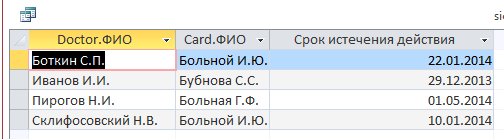 Doctor.ФИО Card.ФИО Срок истечения действия
Боткин С.П. Больной И.Ю. 22.01.2014
Иванов И.И. Бубнова С.С. 29.12.2013
Пирогов Н.И. Больная Г.Ф. 01.05.2014
Склифосовский Н.В. Больной И.Ю. 10.01.2014